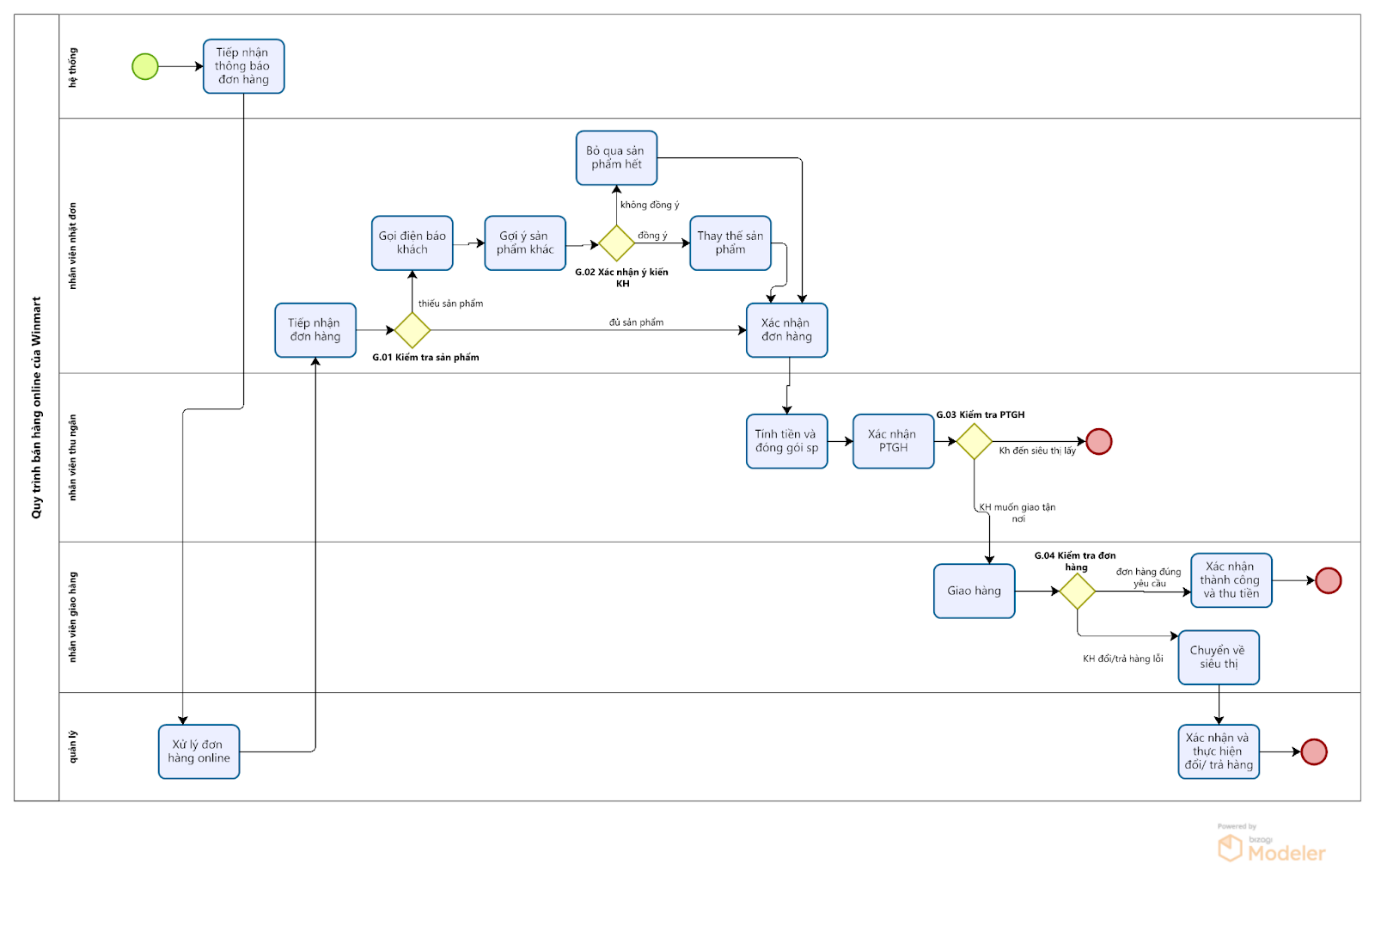 Quy trình bán hàng online của Winmart
hệ thống
Tiếp nhận
thông báo
đơn hàng
nhân viên nhặt đơn
Bỏ qua sản
phẩm hết
không đồng ý
Gọi điện báo
khách
Gợi ý sản
phẩm khác
đồng ý
Thay thế sản
phẩm
G.02 Xác nhận ý kiến
KH
thiếu sản phẩm
Tiếp nhận
đơn hàng
đủ sản phẩm
Xác nhận
đơn hàng
G.01 Kiểm tra sản phẩm
nhân viên thu ngân
Tính tiền và
đóng gói sp
Xác nhận
PTGH
G.03 Kiểm tra PTGH
Kh đến siêu thị lấy
KH muốn giao tận
nơi
nhân viên giao hàng
Giao hàng
G.04 Kiểm tra đơn
hàng
đơn hàng đúng
yêu cầu
Xác nhận
thành công
và thu tiền
KH đổi/trả hàng lỗi
Chuyển về
siêu thị
quản lý
Xử lý đơn
hàng online
Xác nhận và
thực hiện
đổi/ trả hàng
Powered by
bizagi
Modeler